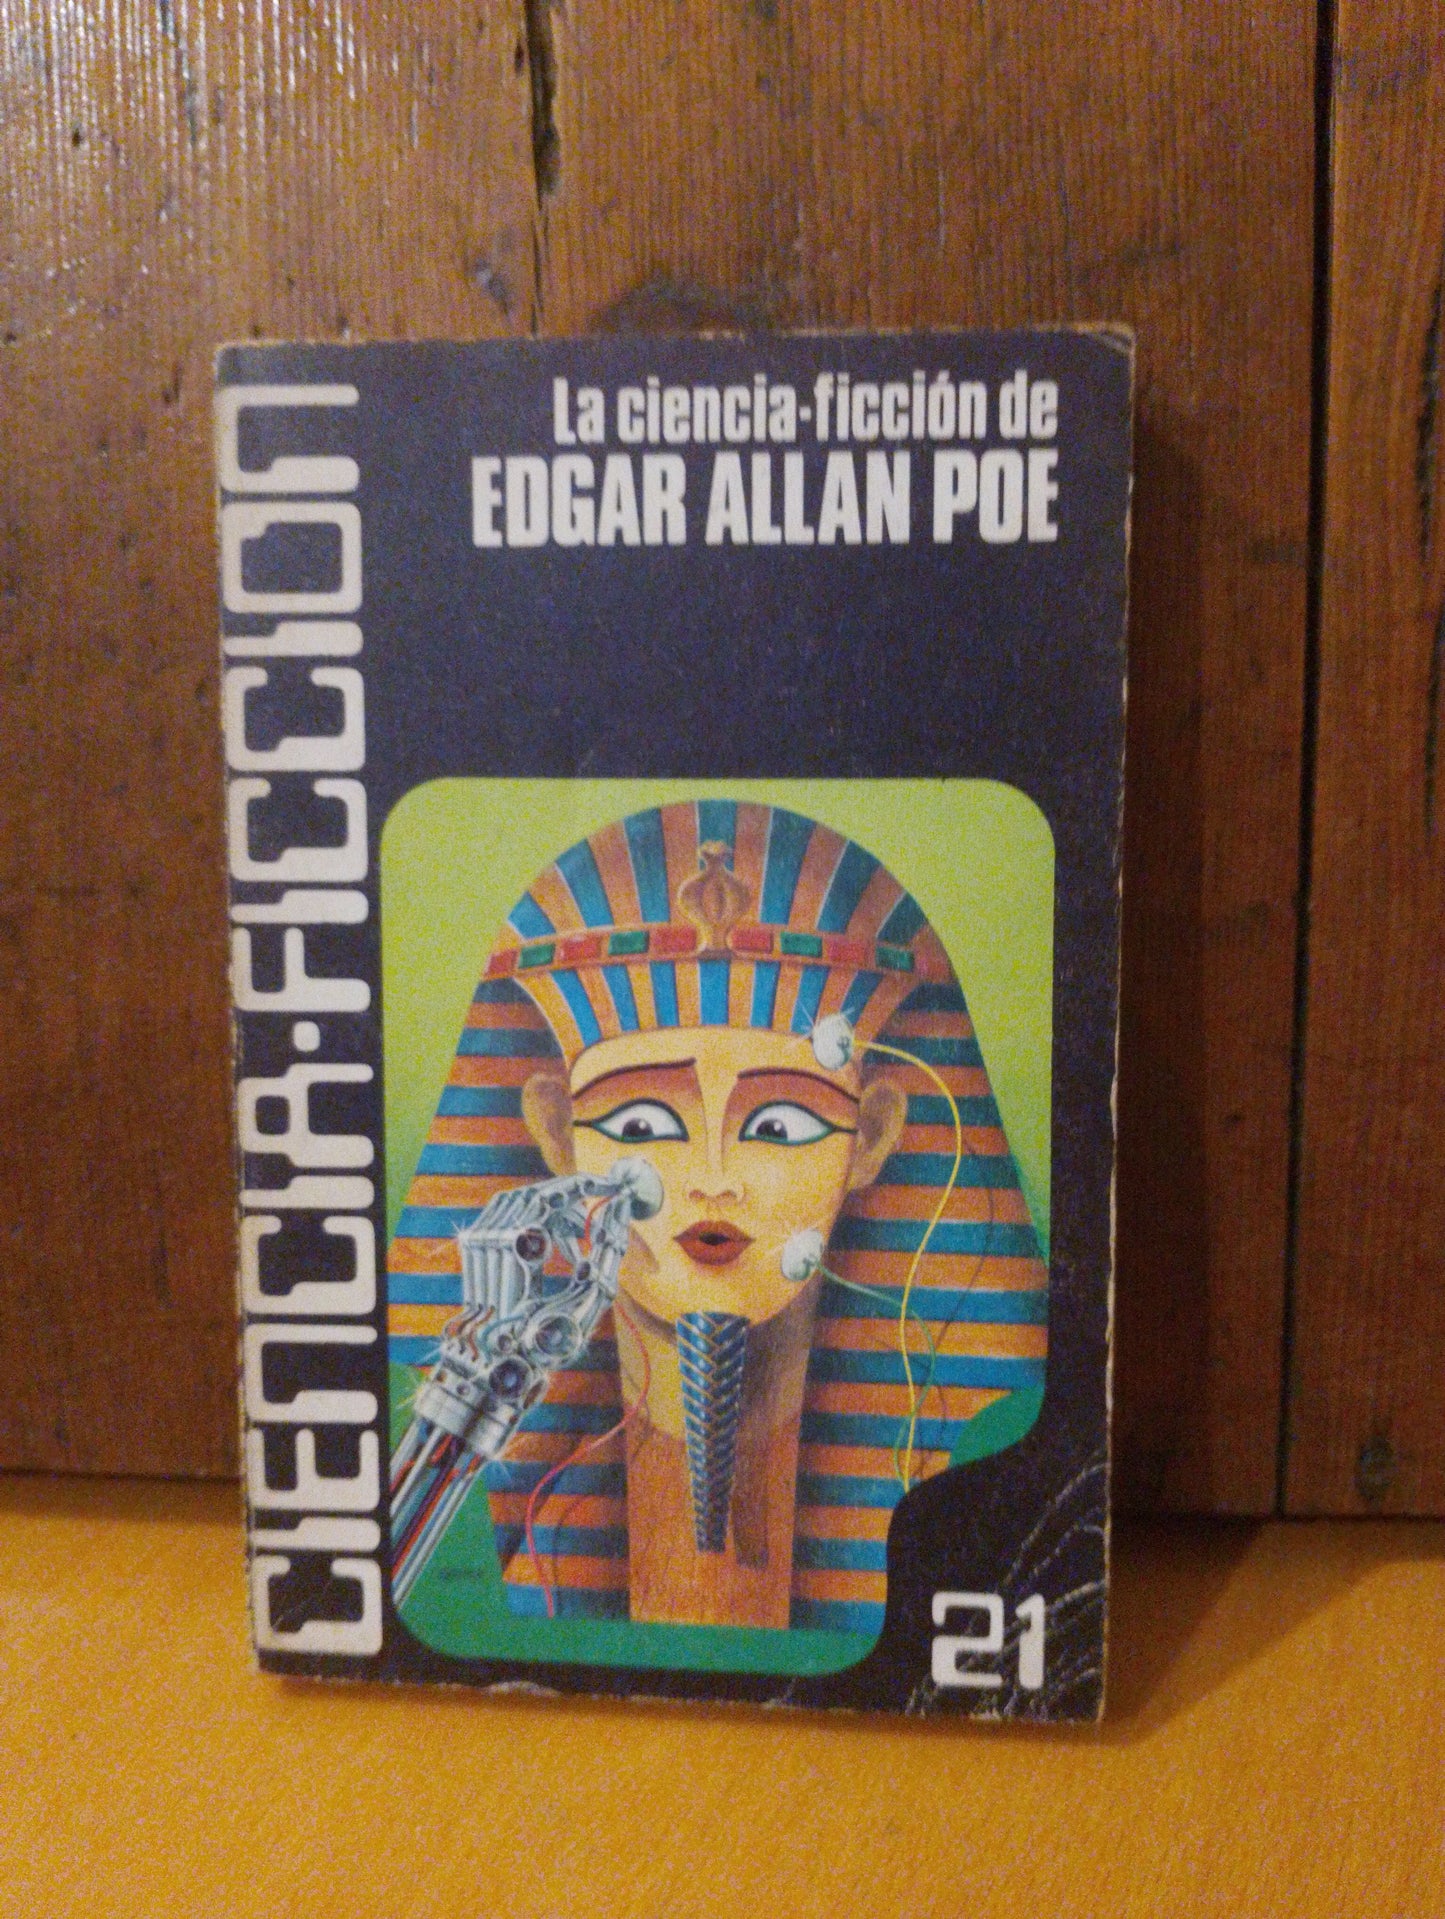 La ciencia-ficción de
EDGAR ALLAN POE
CIENCIA-FICCION
21